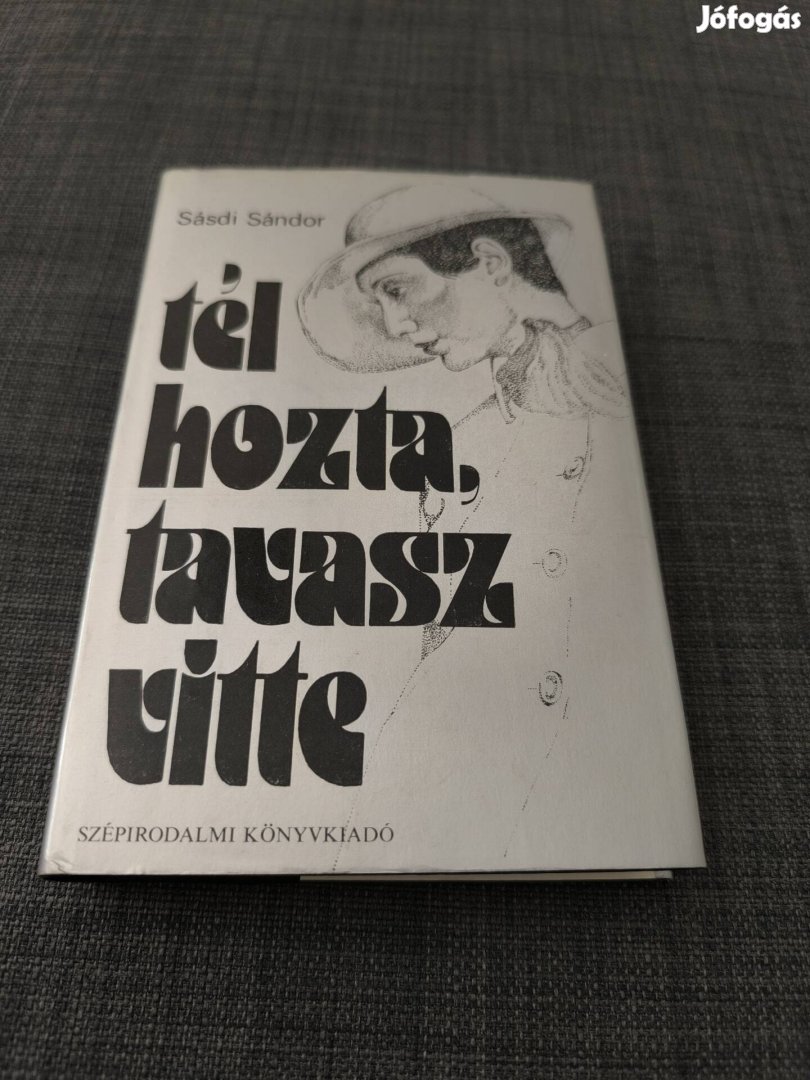 Jófogás
Sásdi Sándor
tél
hozta,
tavasz
vitte
SZÉPIRODALMI KÖNYVKIADÓ